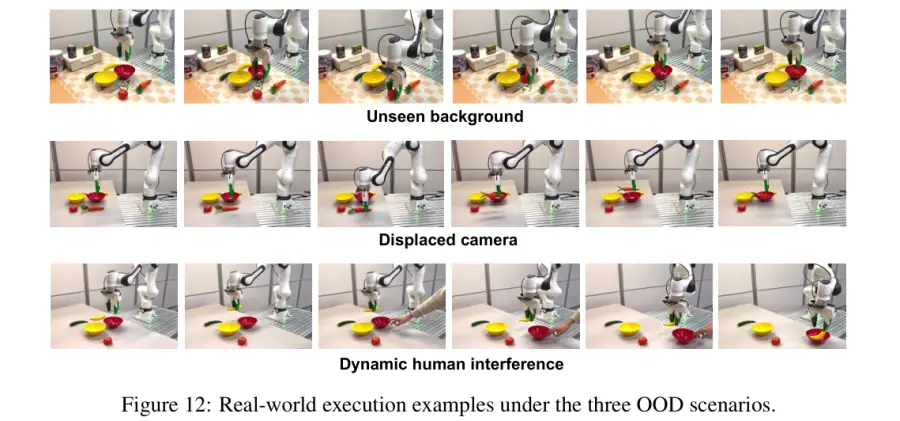 Unseen background
Displaced camera
Dynamic human interference
Figure 12: Real-world execution examples under the three OOD scenarios.